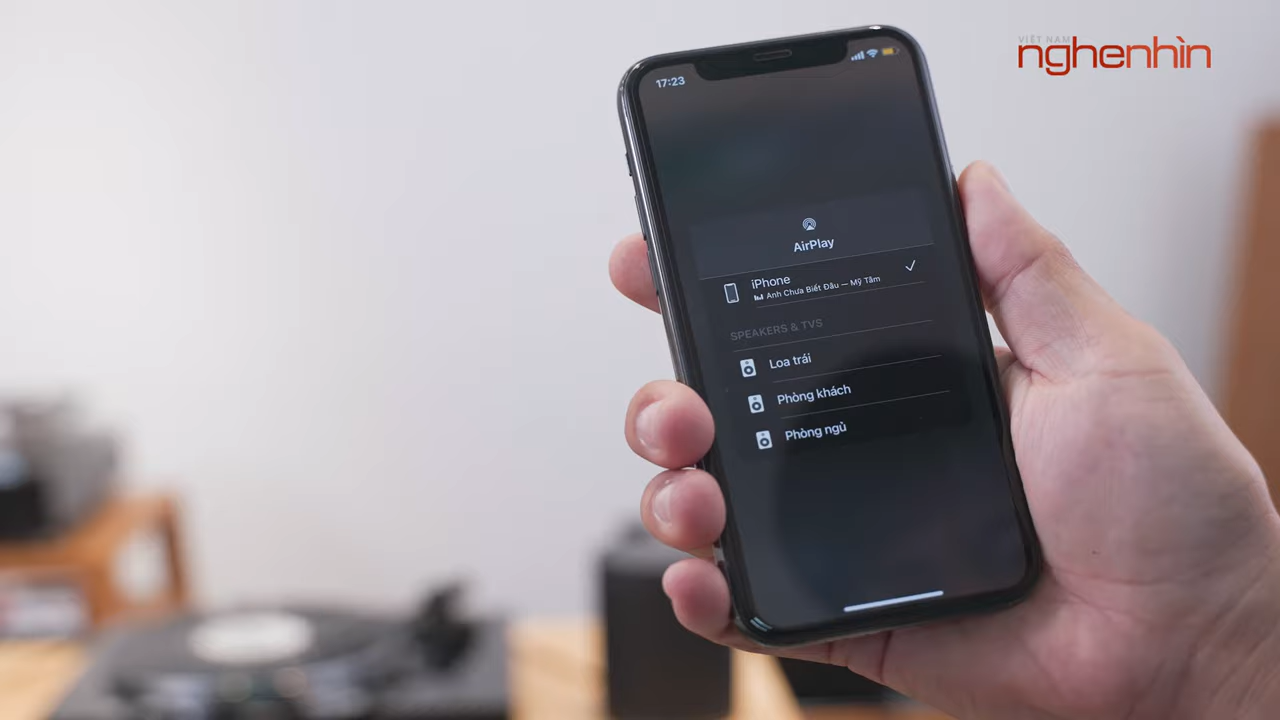 VIỆT NAM
nghenhìn
17:23
AirPlay
iPhone
Anh Chưa Biết Đâu — Mỹ Tâm
SPEAKERS & TVS
Loa trái
Phòng khách
Phòng ngủ